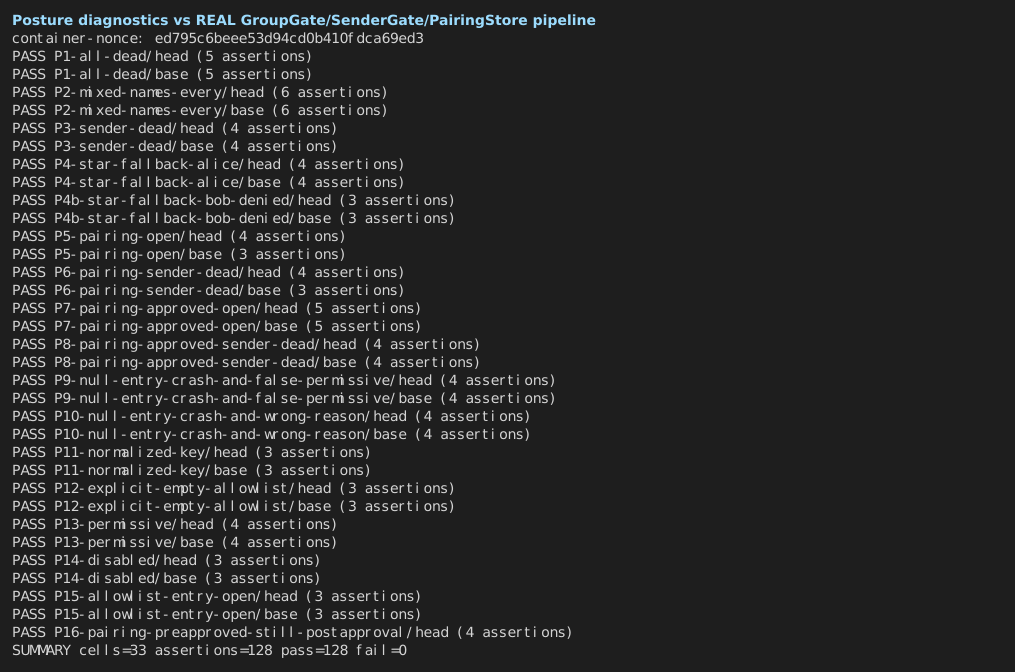 Posture diagnostics vs REAL GroupGate/SenderGate/PairingStore pipeline
container-nonce: ed795c6beee53d94cd0b410fdca69ed3
PASS P1-all-dead/head (5 assertions)
PASS P1-all-dead/base (5 assertions)
PASS P2-mixed-names-every/head (6 assertions)
PASS P2-mixed-names-every/base (6 assertions)
PASS P3-sender-dead/head (4 assertions)
PASS P3-sender-dead/base (4 assertions)
PASS P4-star-fallback-alice/head (4 assertions)
PASS P4-star-fallback-alice/base (4 assertions)
PASS P4b-star-fallback-bob-denied/head (3 assertions)
PASS P4b-star-fallback-bob-denied/base (3 assertions)
PASS P5-pairing-open/head (4 assertions)
PASS P5-pairing-open/base (3 assertions)
PASS P6-pairing-sender-dead/head (4 assertions)
PASS P6-pairing-sender-dead/base (3 assertions)
PASS P7-pairing-approved-open/head (5 assertions)
PASS P7-pairing-approved-open/base (5 assertions)
PASS P8-pairing-approved-sender-dead/head (4 assertions)
PASS P8-pairing-approved-sender-dead/base (4 assertions)
PASS P9-null-entry-crash-and-false-permissive/head (4 assertions)
PASS P9-null-entry-crash-and-false-permissive/base (4 assertions)
PASS P10-null-entry-crash-and-wrong-reason/head (4 assertions)
PASS P10-null-entry-crash-and-wrong-reason/base (4 assertions)
PASS P11-normalized-key/head (3 assertions)
PASS P11-normalized-key/base (3 assertions)
PASS P12-explicit-empty-allowlist/head (3 assertions)
PASS P12-explicit-empty-allowlist/base (3 assertions)
PASS P13-permissive/head (4 assertions)
PASS P13-permissive/base (4 assertions)
PASS P14-disabled/head (3 assertions)
PASS P14-disabled/base (3 assertions)
PASS P15-allowlist-entry-open/head (3 assertions)
PASS P15-allowlist-entry-open/base (3 assertions)
PASS P16-pairing-preapproved-still-postapproval/head (4 assertions)
SUMMARY cells=33 assertions=128 pass=128 fail=0